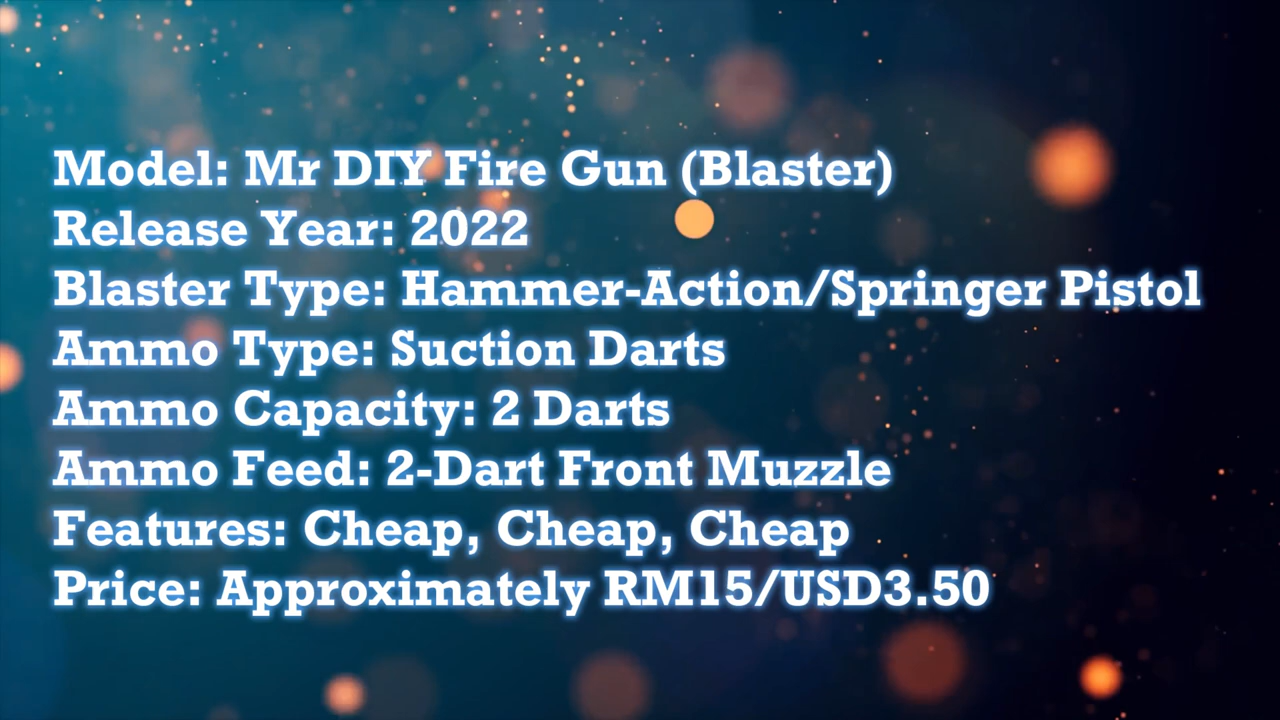 Model: Mr DIY Fire Gun (Blaster)
Release Year: 2022
Blaster Type: Hammer-Action/Springer Pistol
Ammo Type: Suction Darts
Ammo Capacity: 2 Darts
Ammo Feed: 2-Dart Front Muzzle
Features: Cheap, Cheap, Cheap
Price: Approximately RM15/USD3.50